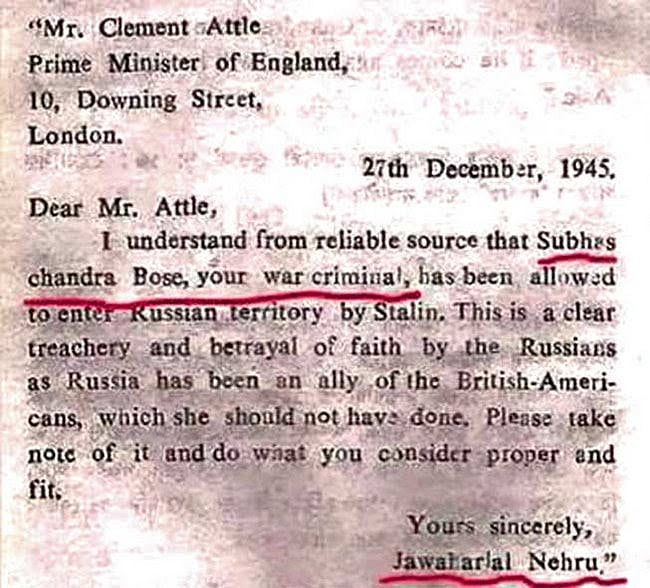 “Mr. Clement Attle
Prime Minister of England,
10, Downing Street,
London.
27th December, 1945.
Dear Mr. Attle,
I understand from reliable source that Subhas
chandra Bose, your war criminal, has been allowed
to enter Russian territory by Stalin. This is a clear
treachery and betrayal of faith by the Russians
as Russia has been an ally of the British-Ameri-
cans, which she should not have done. Please take
note of it and do what you consider proper and
fit.
Yours sincerely,
Jawaharlal Nehru.”